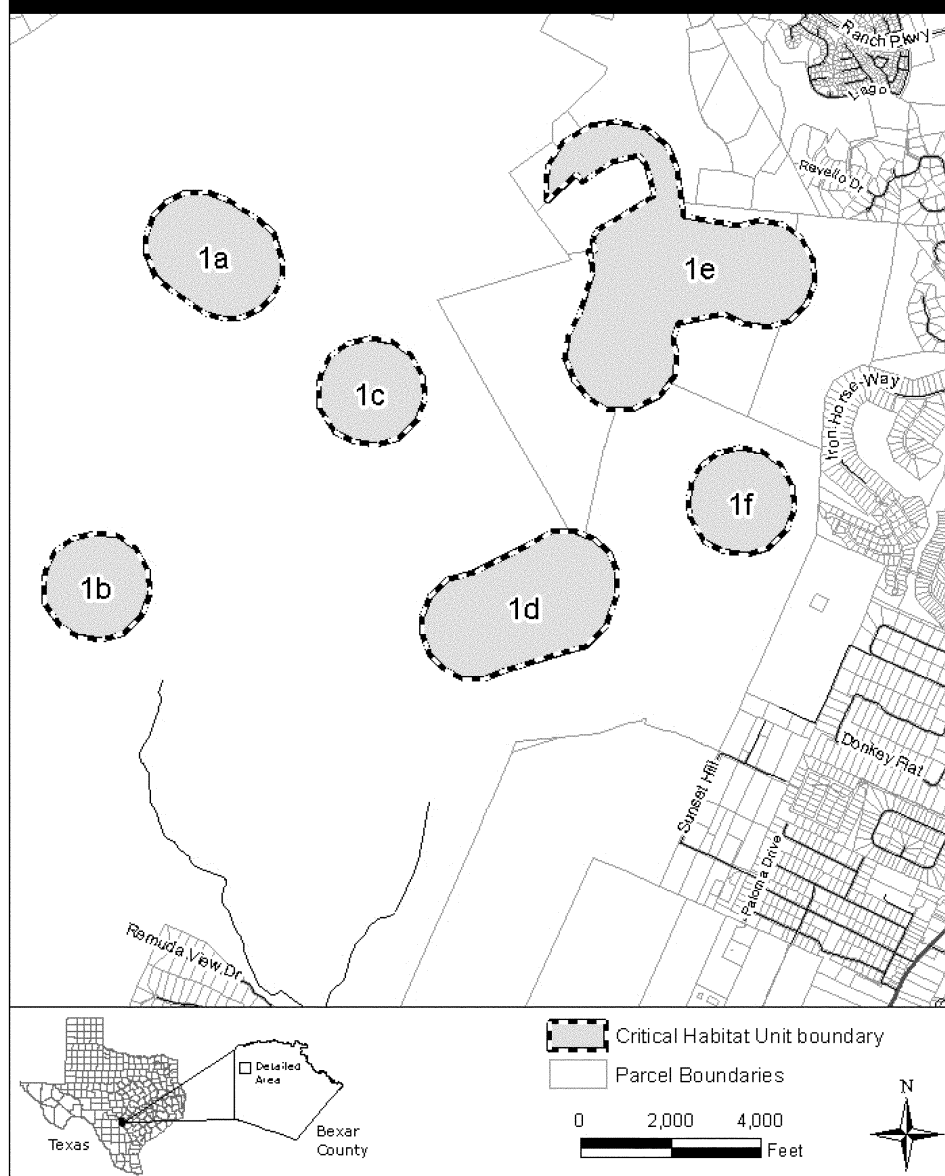 Ranch Pkwy
Lago
Revello Dr
1a
1e
1c
Iron Horse Way
1f
1b
1d
Donkey Flat
Sunset Hill
Paloma Drive
Remuda View Dr
Critical Habitat Unit boundary
Detailed
Area
Parcel Boundaries
N
0 2,000 4,000
Feet
Texas
Bexar
County